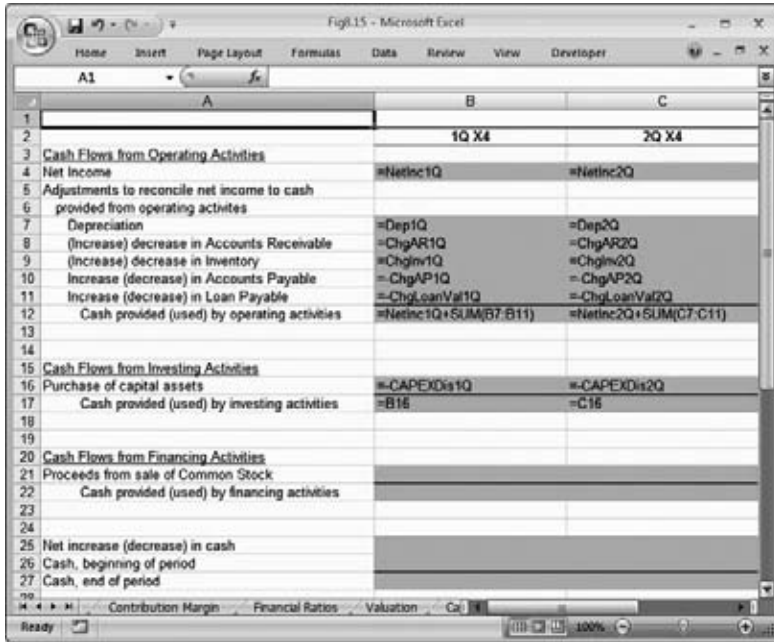 Fig8.15 - Microsoft Excel
Home Insert Page Layout Formulas Data Review View Developer
A1 fx
A B C
1
2 1Q X4 2Q X4
3 Cash Flows from Operating Activities
4 Net Income =NetInc1Q =NetInc2Q
5 Adjustments to reconcile net income to cash
6 provided from operating activites
7 Depreciation =Dep1Q =Dep2Q
8 (Increase) decrease in Accounts Receivable =ChgAR1Q =ChgAR2Q
9 (Increase) decrease in Inventory =ChgInv1Q =ChgInv2Q
10 Increase (decrease) in Accounts Payable =-ChgAP1Q =-ChgAP2Q
11 Increase (decrease) in Loan Payable =-ChgLoanVal1Q =-ChgLoanVal2Q
12 Cash provided (used) by operating activities =NetInc1Q+SUM(B7:B11) =NetInc2Q+SUM(C7:C11)
13
14
15 Cash Flows from Investing Activities
16 Purchase of capital assets =-CAPEXDis1Q =-CAPEXDis2Q
17 Cash provided (used) by investing activities =B16 =C16
18
19
20 Cash Flows from Financing Activities
21 Proceeds from sale of Common Stock
22 Cash provided (used) by financing activities
23
24
25 Net increase (decrease) in cash
26 Cash, beginning of period
27 Cash, end of period
28
Contribution Margin Financial Ratios Valuation Ca
Ready 100%